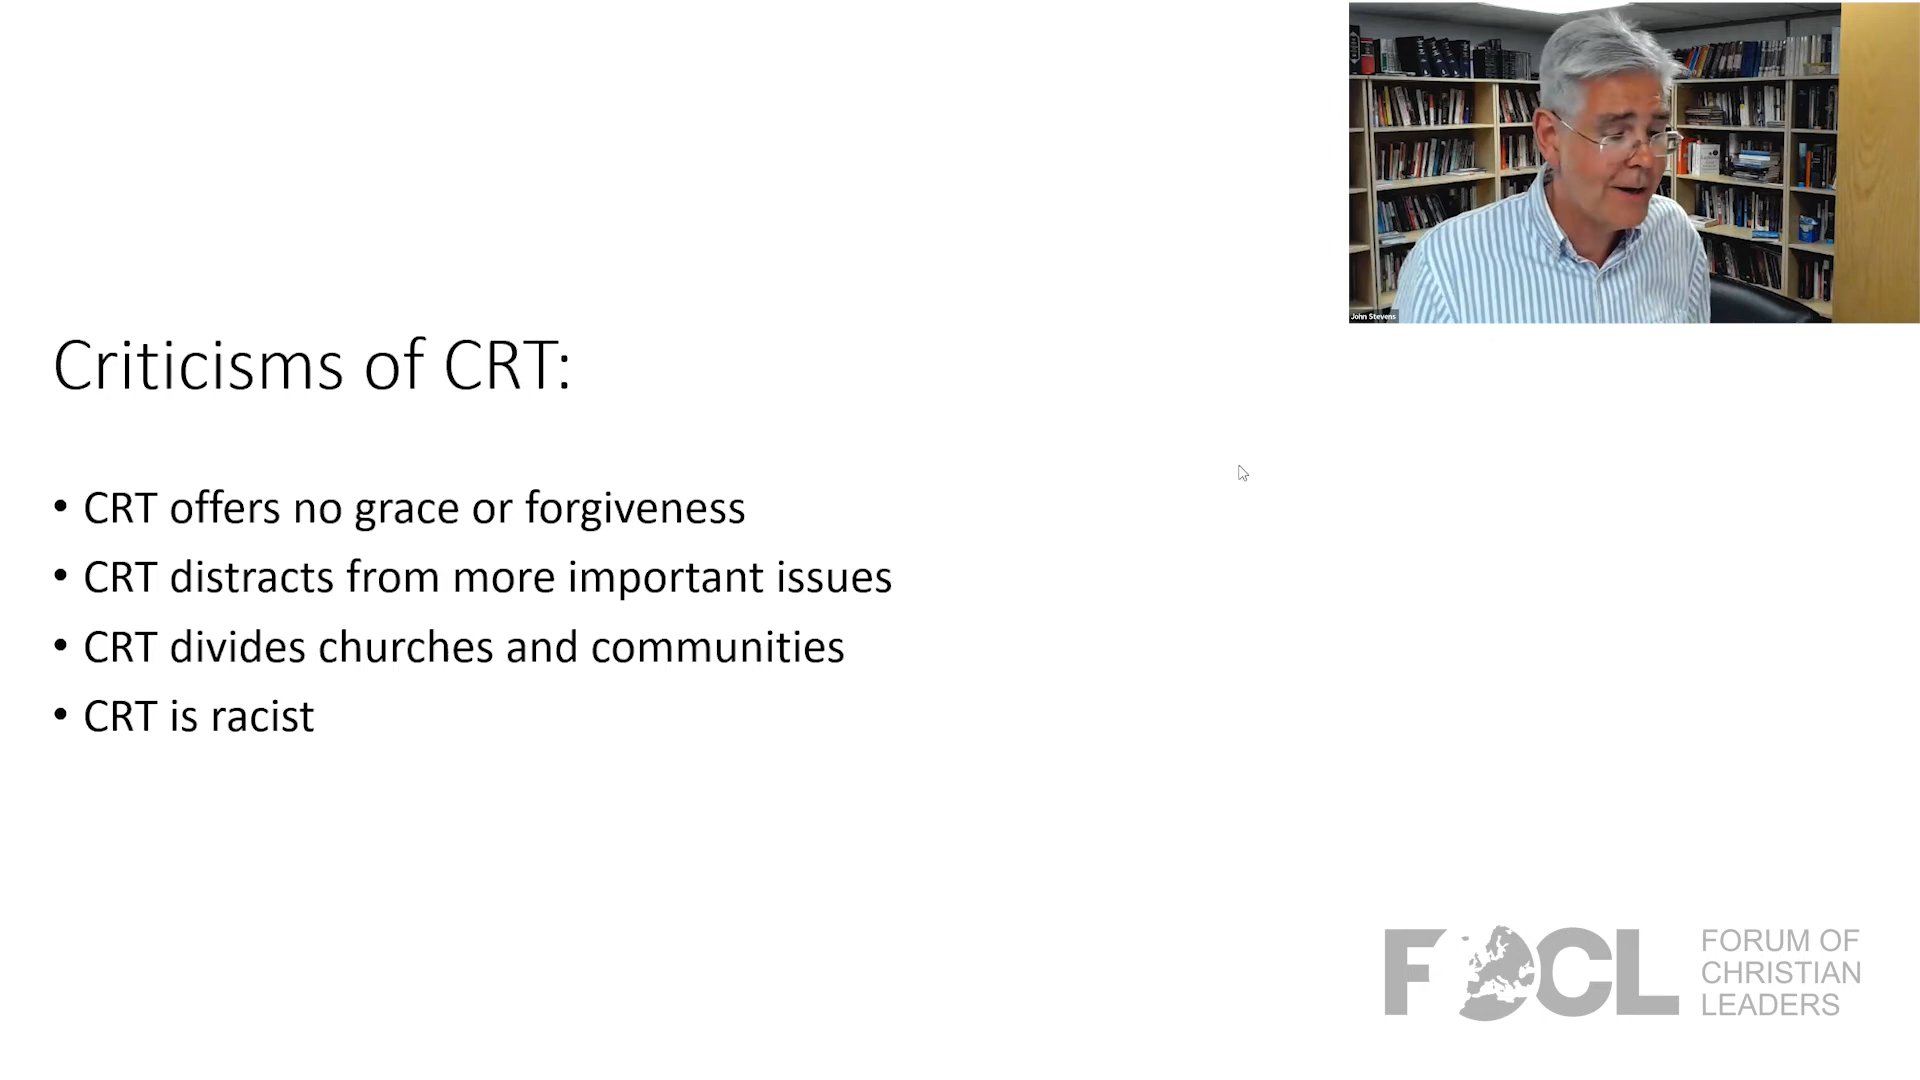 John Stevens
Criticisms of CRT:
• CRT offers no grace or forgiveness
• CRT distracts from more important issues
• CRT divides churches and communities
• CRT is racist
FOCL
FORUM OF
CHRISTIAN
LEADERS